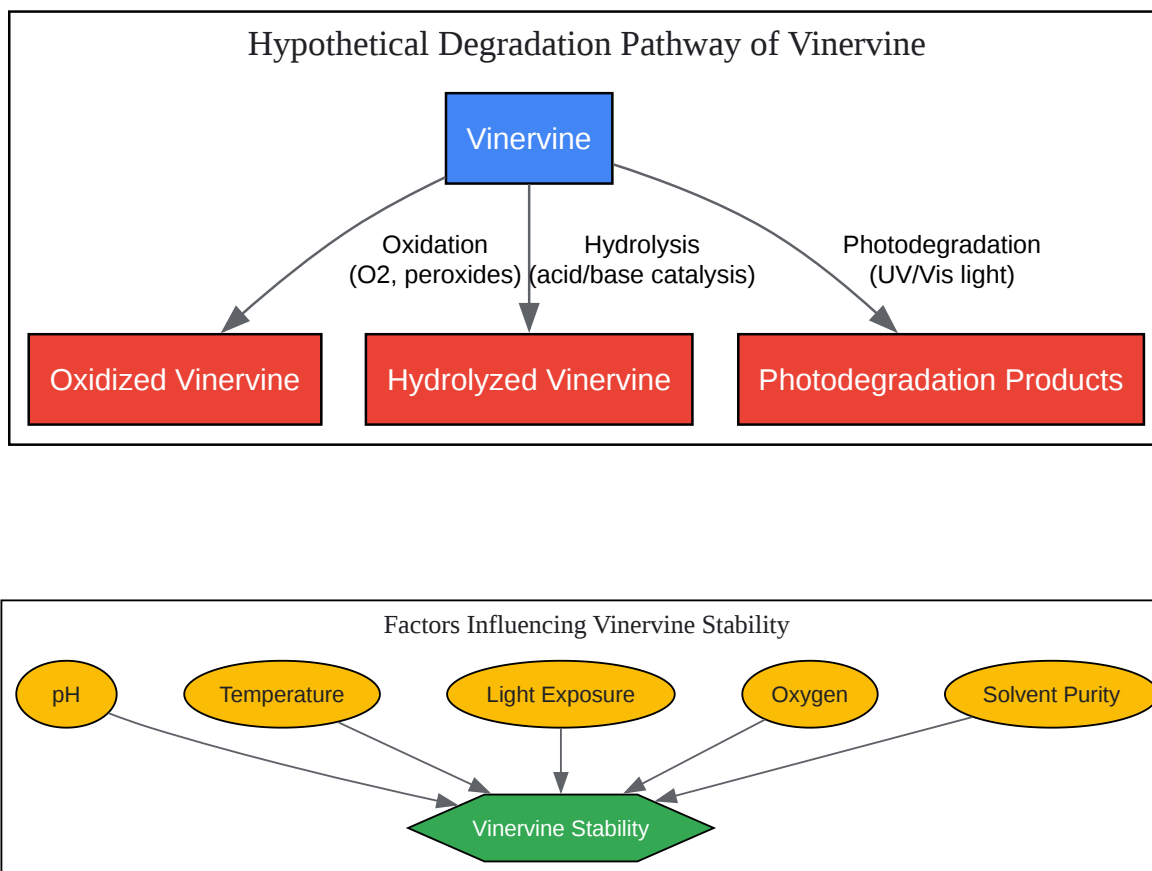 Hypothetical Degradation Pathway of Vinervine
Vinervine
Oxidation
(O2, peroxides)
Hydrolysis
(acid/base catalysis)
Photodegradation
(UV/Vis light)
Oxidized Vinervine
Hydrolyzed Vinervine
Photodegradation Products
Factors Influencing Vinervine Stability
pH
Temperature
Light Exposure
Oxygen
Solvent Purity
Vinervine Stability